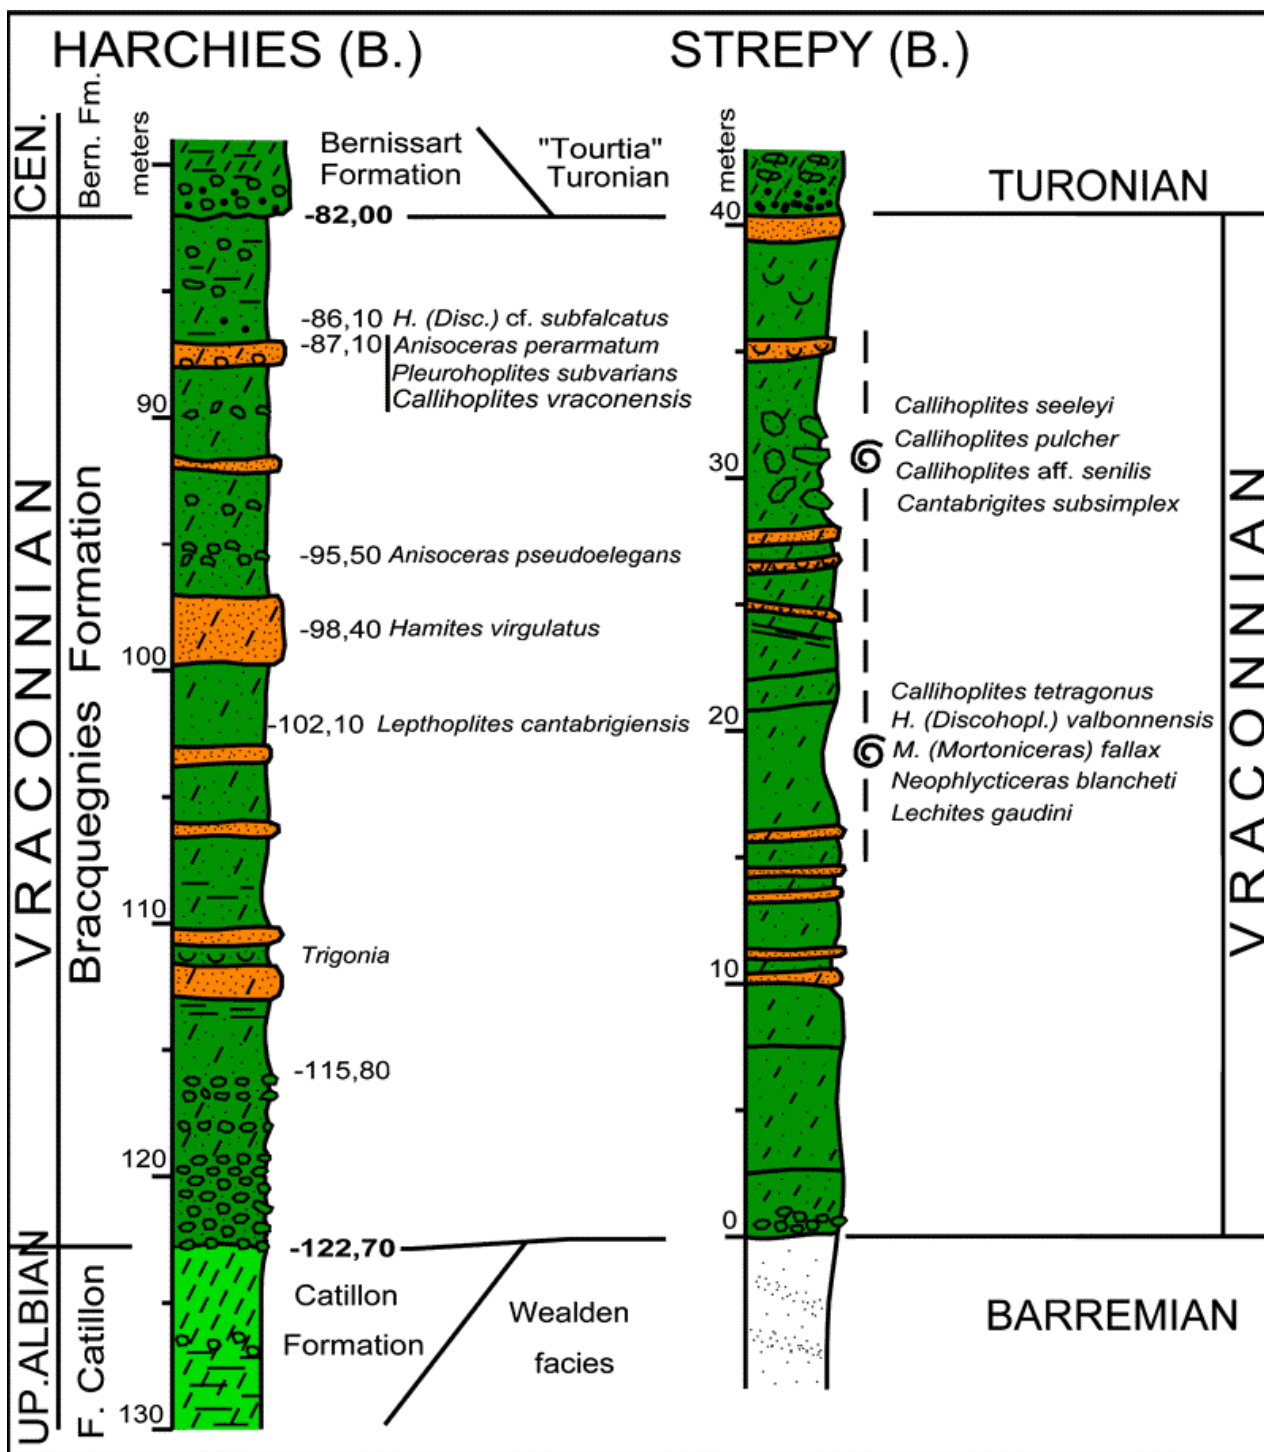 HARCHIES (B.)
STREPY (B.)
CEN.
Bern. Fm.
meters
Bernissart
Formation
"Tourtia"
Turonian
-82,00
-86,10 H. (Disc.) cf. subfalcatus
-87,10 Anisoceras perarmatum
Pleurohoplites subvarians
Callihoplites vraconensis
90
-95,50 Anisoceras pseudoelegans
-98,40 Hamites virgulatus
100
-102,10 Lepthoplites cantabrigiensis
110
Trigonia
-115,80
120
-122,70
Catillon
Formation
Wealden
facies
130
VRACONNIAN
Bracquegnies Formation
UP.ALBIAN
F. Catillon
meters
40
TURONIAN
Callihoplites seeleyi
Callihoplites pulcher
30
Callihoplites aff. senilis
Cantabrigites subsimplex
Callihoplites tetragonus
H. (Discohopl.) valbonnensis
20
M. (Mortoniceras) fallax
Neophlycticeras blancheti
Lechites gaudini
10
0
VRACONNIAN
BARREMIAN